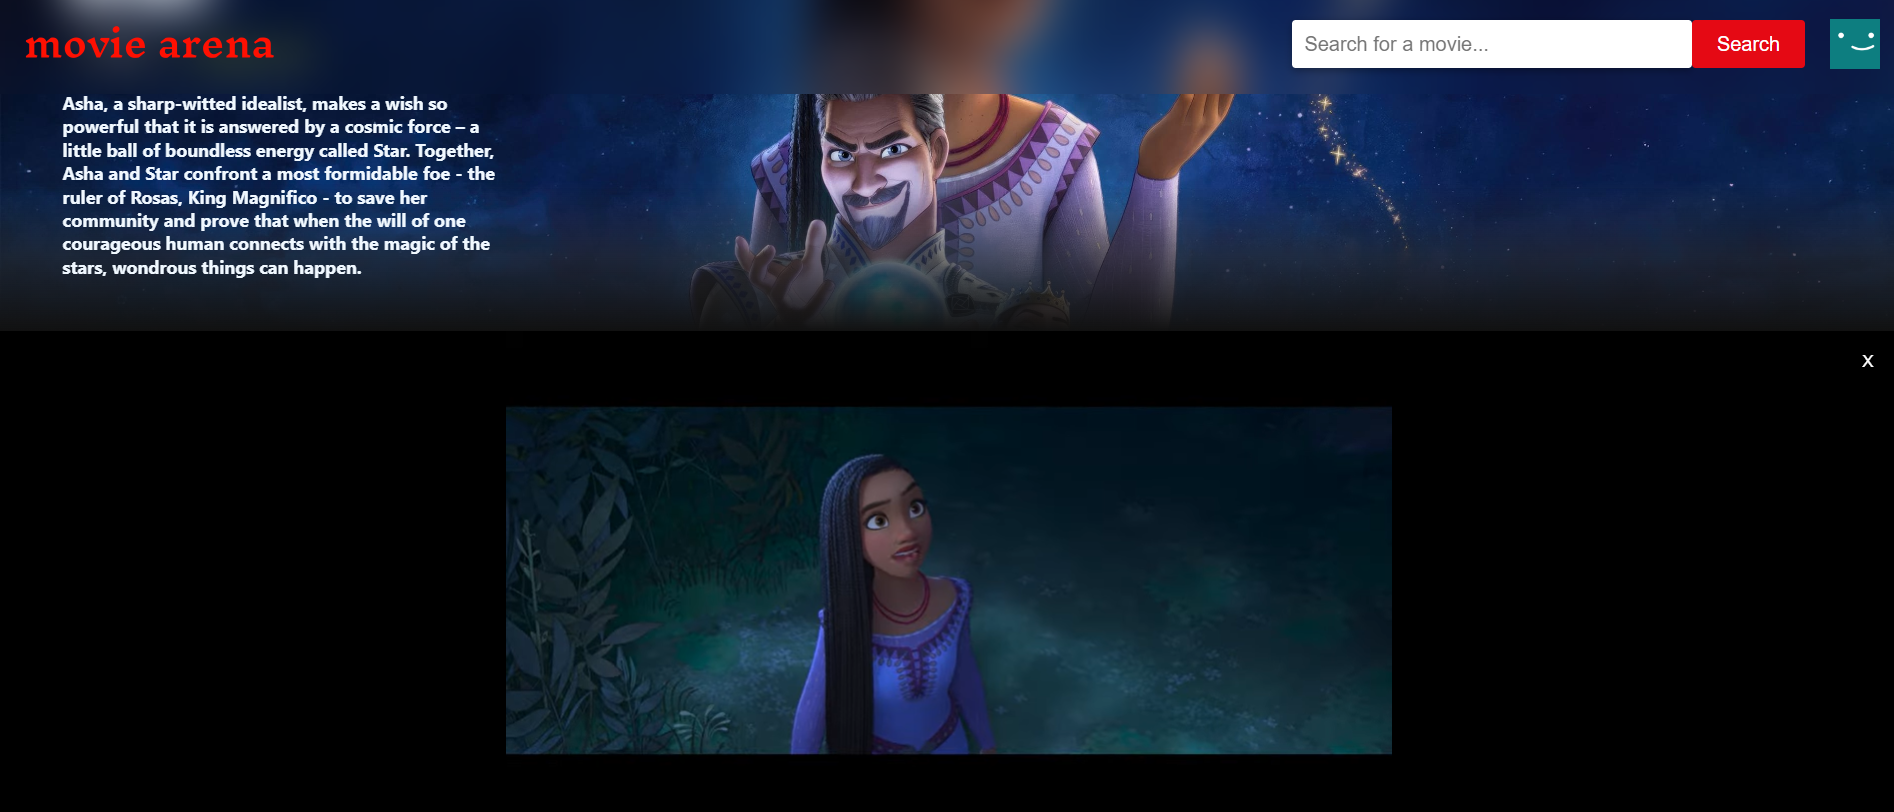 movie arena
Search for a movie...
Search
Asha, a sharp-witted idealist, makes a wish so
powerful that it is answered by a cosmic force – a
little ball of boundless energy called Star. Together,
Asha and Star confront a most formidable foe - the
ruler of Rosas, King Magnifico - to save her
community and prove that when the will of one
courageous human connects with the magic of the
stars, wondrous things can happen.
x